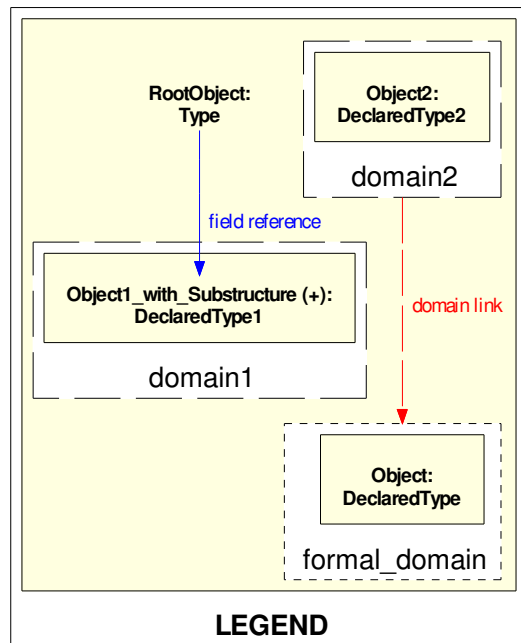 RootObject:
Type
Object2:
DeclaredType2
domain2
field reference
Object1_with_Substructure (+):
DeclaredType1
domain1
domain link
Object:
DeclaredType
formal_domain
LEGEND